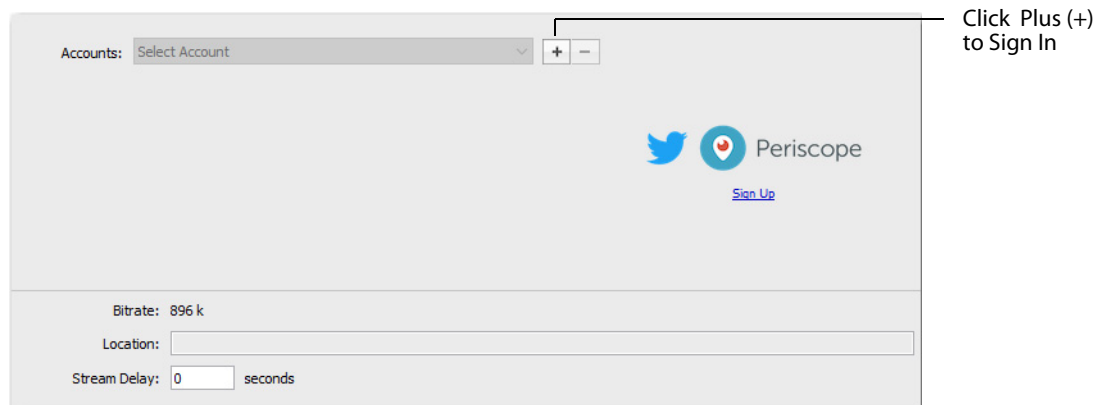 Click Plus (+)
to Sign In
Accounts: Select Account + −
Periscope
Sign Up
Bitrate: 896 k
Location:
Stream Delay: 0 seconds